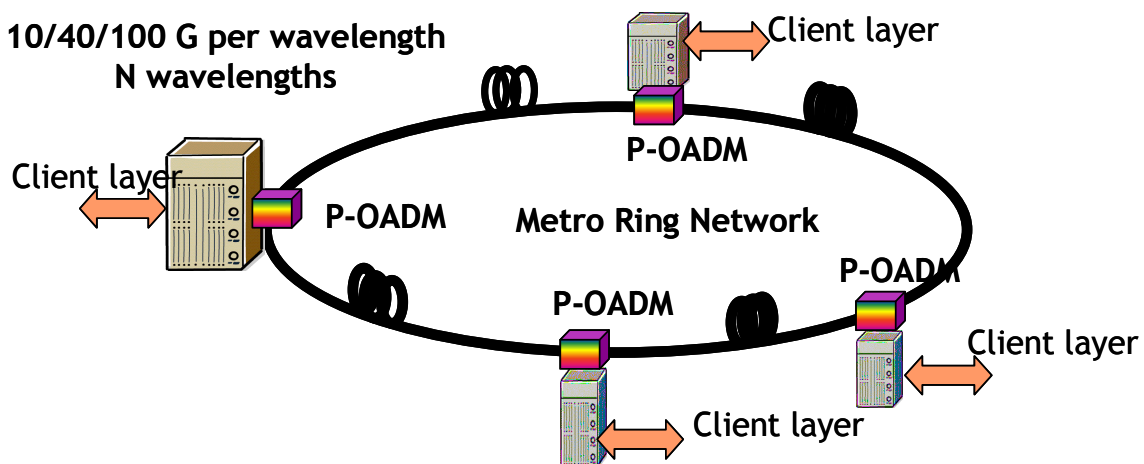 10/40/100 G per wavelength
N wavelengths
Client layer
P-OADM
Client layer
P-OADM
Metro Ring Network
P-OADM
P-OADM
Client layer
Client layer